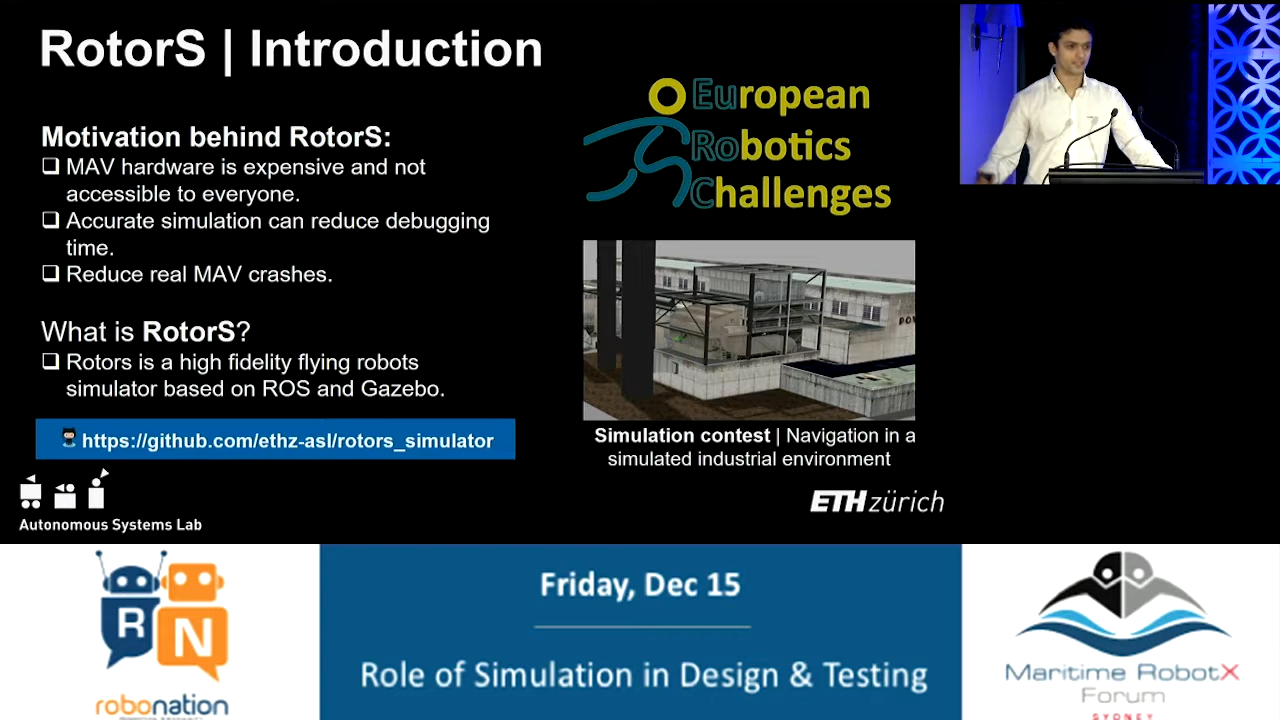 RotorS | Introduction
Motivation behind RotorS:
MAV hardware is expensive and not
accessible to everyone.
Accurate simulation can reduce debugging
time.
Reduce real MAV crashes.
What is RotorS?
Rotors is a high fidelity flying robots
simulator based on ROS and Gazebo.
https://github.com/ethz-asl/rotors_simulator
Autonomous Systems Lab
European
Robotics
Challenges
Simulation contest | Navigation in a
simulated industrial environment
ETH zürich
R N
robonation
Friday, Dec 15
Role of Simulation in Design & Testing
Maritime RobotX
Forum
SYDNEY